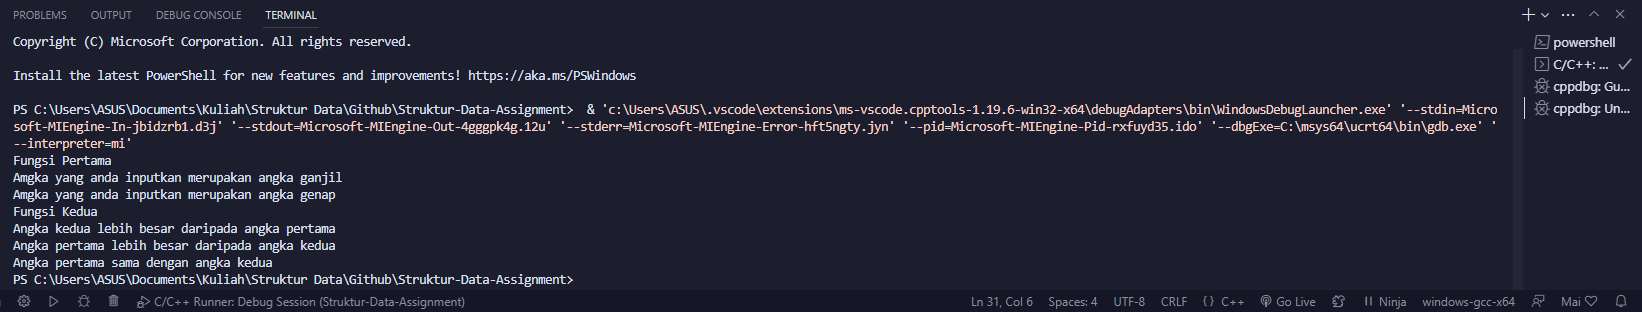 PROBLEMS OUTPUT DEBUG CONSOLE TERMINAL
Copyright (C) Microsoft Corporation. All rights reserved.
Install the latest PowerShell for new features and improvements! https://aka.ms/PSWindows
PS C:\Users\ASUS\Documents\Kuliah\Struktur Data\Github\Struktur-Data-Assignment>  & 'c:\Users\ASUS\.vscode\extensions\ms-vscode.cpptools-1.19.6-win32-x64\debugAdapters\bin\WindowsDebugLauncher.exe' '--stdin=Micro
soft-MIEngine-In-jbidzrb1.d3j' '--stdout=Microsoft-MIEngine-Out-4gggpk4g.12u' '--stderr=Microsoft-MIEngine-Error-hft5ngty.jyn' '--pid=Microsoft-MIEngine-Pid-rxfuyd35.ido' '--dbgExe=C:\msys64\ucrt64\bin\gdb.exe' '
--interpreter=mi'
Fungsi Pertama
Amgka yang anda inputkan merupakan angka ganjil
Amgka yang anda inputkan merupakan angka genap
Fungsi Kedua
Angka kedua lebih besar daripada angka pertama
Angka pertama lebih besar daripada angka kedua
Angka pertama sama dengan angka kedua
PS C:\Users\ASUS\Documents\Kuliah\Struktur Data\Github\Struktur-Data-Assignment>
powershell
C/C++: ...
cppdbg: Gu...
cppdbg: Un...
C/C++ Runner: Debug Session (Struktur-Data-Assignment) Ln 31, Col 6 Spaces: 4 UTF-8 CRLF {} C++ Go Live Ninja windows-gcc-x64 Mai ♡